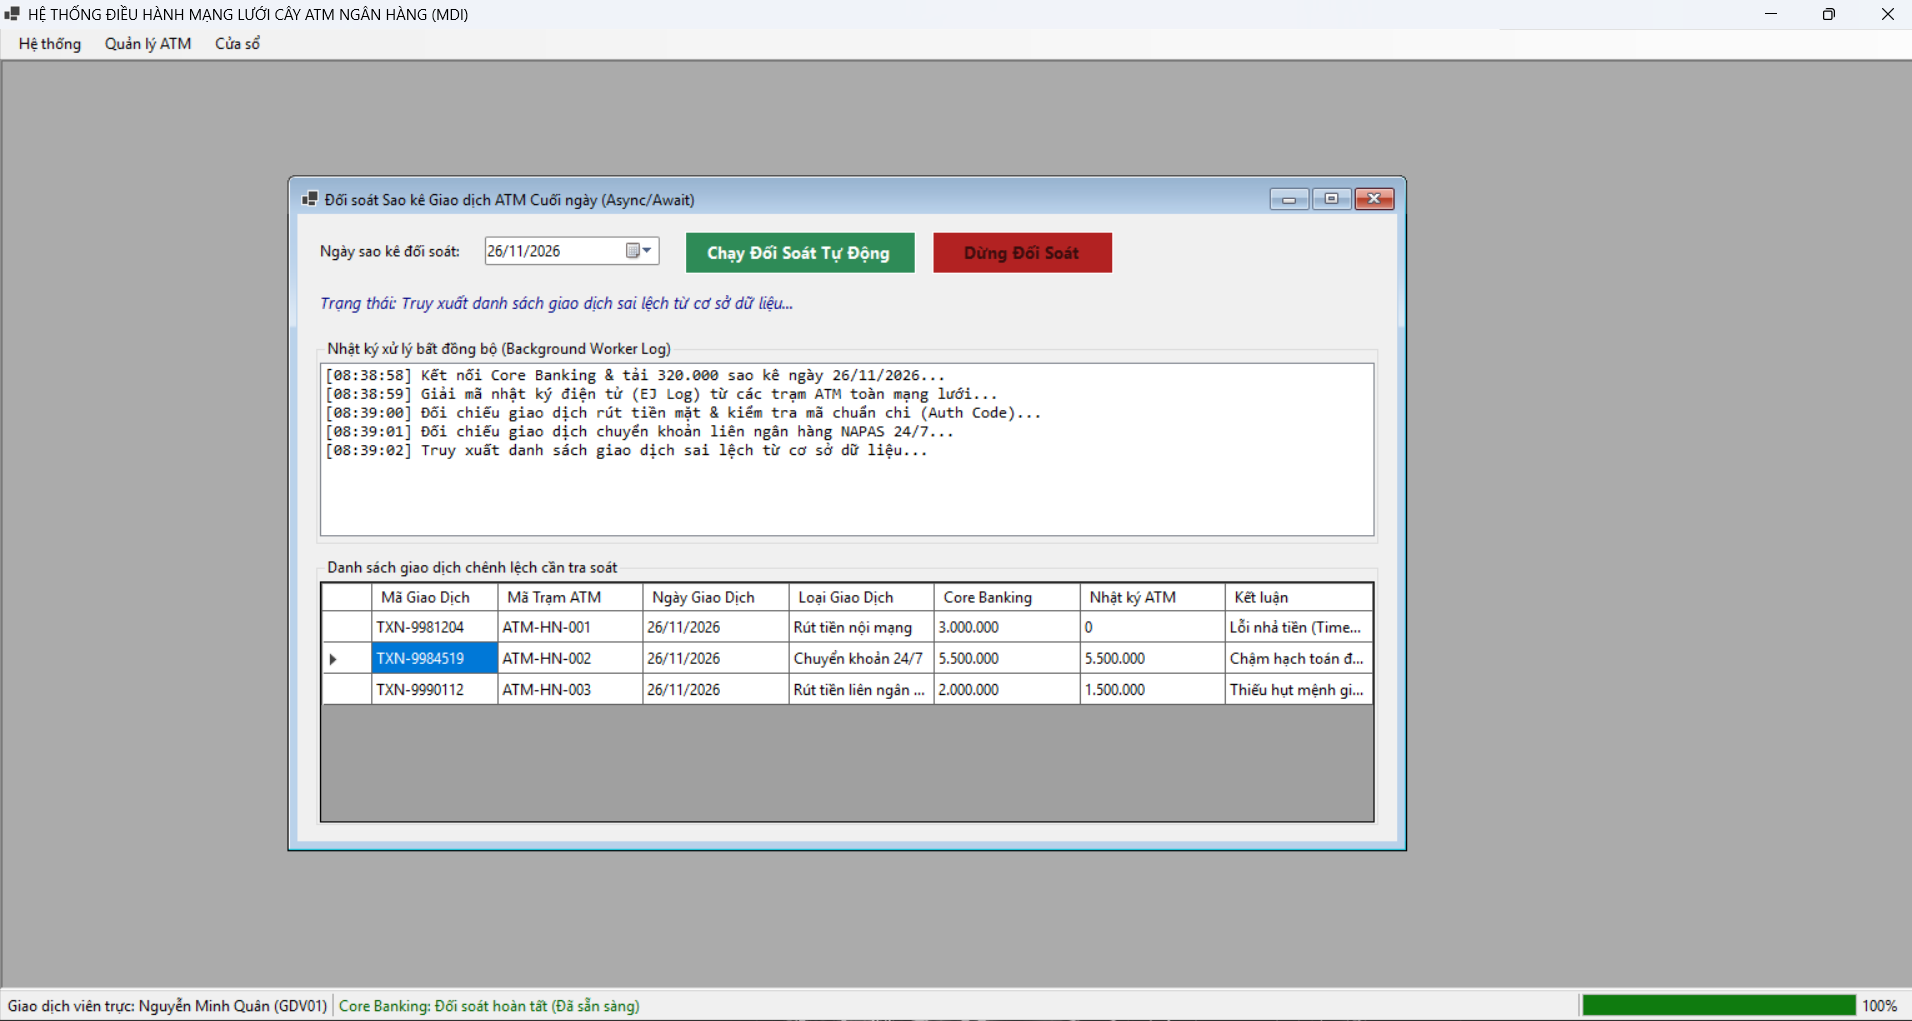 HỆ THỐNG ĐIỀU HÀNH MẠNG LƯỚI CÂY ATM NGÂN HÀNG (MDI)
Hệ thống Quản lý ATM Cửa sổ
Đối soát Sao kê Giao dịch ATM Cuối ngày (Async/Await)
Ngày sao kê đối soát: 26/11/2026 Chạy Đối Soát Tự Động Dừng Đối Soát
Trạng thái: Truy xuất danh sách giao dịch sai lệch từ cơ sở dữ liệu...
Nhật ký xử lý bất đồng bộ (Background Worker Log)
[08:38:58] Kết nối Core Banking & tải 320.000 sao kê ngày 26/11/2026...
[08:38:59] Giải mã nhật ký điện tử (EJ Log) từ các trạm ATM toàn mạng lưới...
[08:39:00] Đối chiếu giao dịch rút tiền mặt & kiểm tra mã chuẩn chi (Auth Code)...
[08:39:01] Đối chiếu giao dịch chuyển khoản liên ngân hàng NAPAS 24/7...
[08:39:02] Truy xuất danh sách giao dịch sai lệch từ cơ sở dữ liệu...
Danh sách giao dịch chênh lệch cần tra soát
Mã Giao Dịch Mã Trạm ATM Ngày Giao Dịch Loại Giao Dịch Core Banking Nhật ký ATM Kết luận
TXN-9981204 ATM-HN-001 26/11/2026 Rút tiền nội mạng 3.000.000 0 Lỗi nhả tiền (Time...
TXN-9984519 ATM-HN-002 26/11/2026 Chuyển khoản 24/7 5.500.000 5.500.000 Chậm hạch toán đ...
TXN-9990112 ATM-HN-003 26/11/2026 Rút tiền liên ngân ... 2.000.000 1.500.000 Thiếu hụt mệnh gi...
Giao dịch viên trực: Nguyễn Minh Quân (GDV01) Core Banking: Đối soát hoàn tất (Đã sẵn sàng) 100%